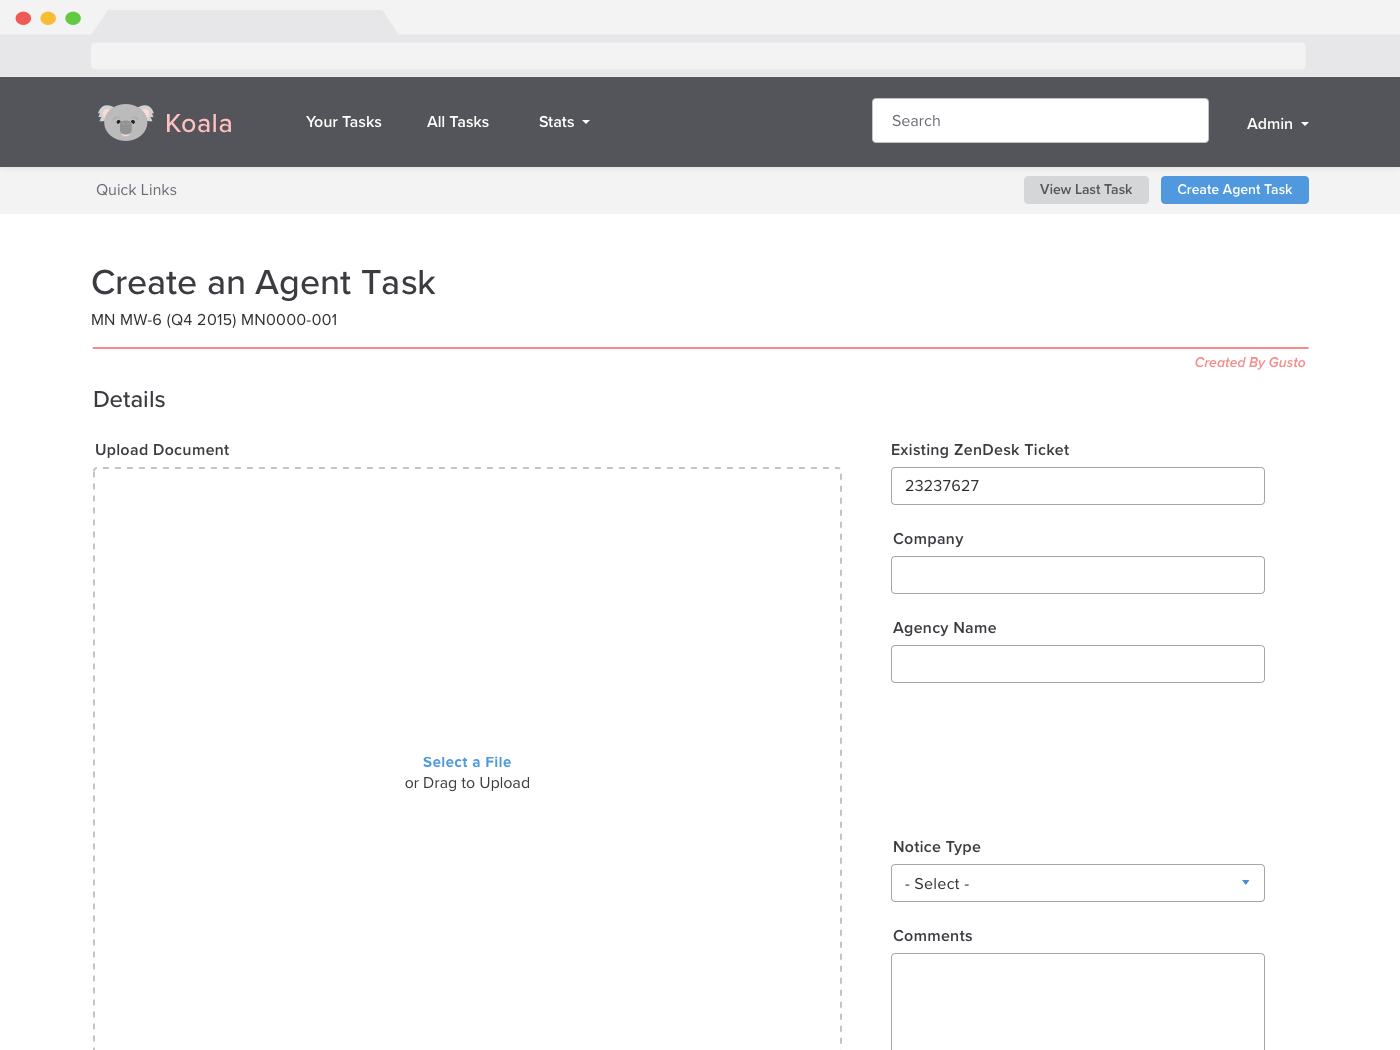 Koala
Your Tasks
All Tasks
Stats
Search
Admin
Quick Links
View Last Task
Create Agent Task
Create an Agent Task
MN MW-6 (Q4 2015) MN0000-001
Created By Gusto
Details
Upload Document
Select a File
or Drag to Upload
Existing ZenDesk Ticket
23237627
Company
Agency Name
Notice Type
- Select -
Comments